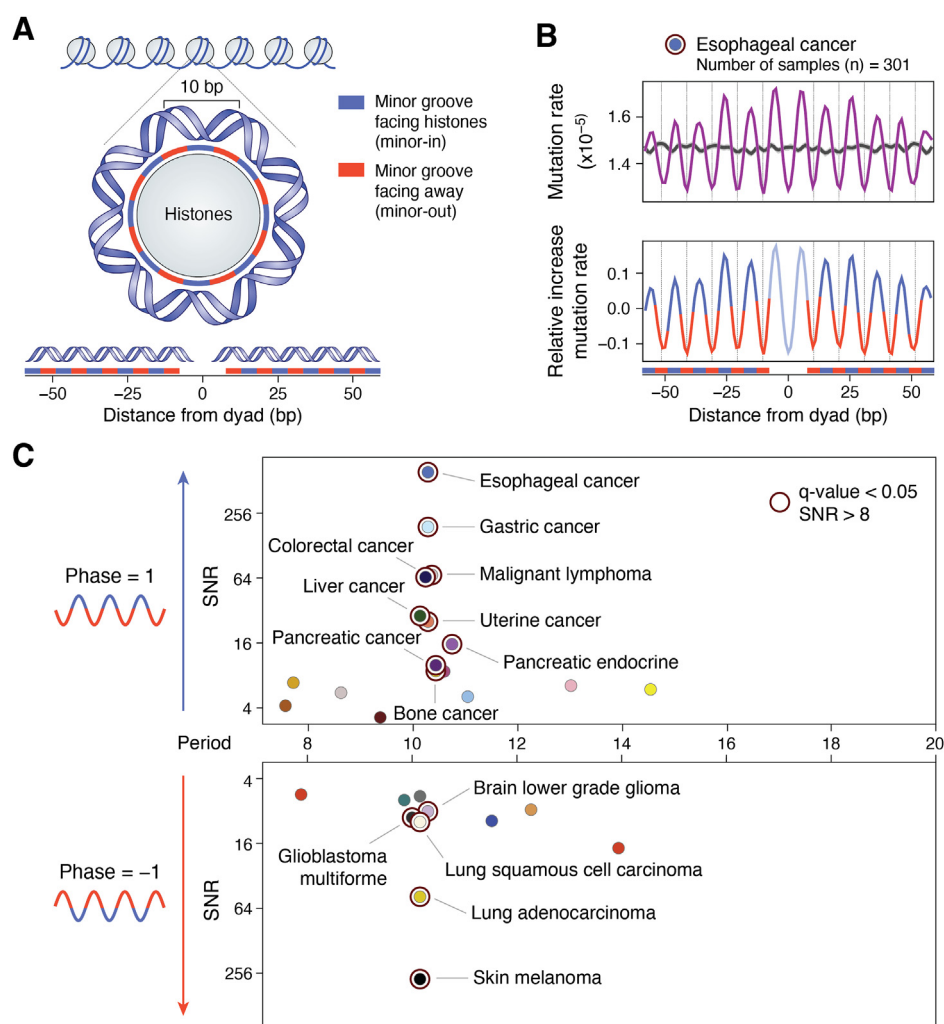 A
10 bp
Histones
Minor groove
facing histones
(minor-in)
Minor groove
facing away
(minor-out)
−50 −25 0 25 50
Distance from dyad (bp)
B
Esophageal cancer
Number of samples (n) = 301
Mutation rate
(x10⁻⁵)
1.6
1.4
Relative increase
mutation rate
0.1
0.0
−0.1
−50 −25 0 25 50
Distance from dyad (bp)
C
Phase = 1
SNR
256
64
16
4
Esophageal cancer
Gastric cancer
Colorectal cancer
Malignant lymphoma
Liver cancer
Uterine cancer
Pancreatic cancer
Pancreatic endocrine
Bone cancer
q-value < 0.05
SNR > 8
Period
8 10 12 14 16 18 20
Phase = −1
SNR
4
16
64
256
Brain lower grade glioma
Glioblastoma
multiforme
Lung squamous cell carcinoma
Lung adenocarcinoma
Skin melanoma